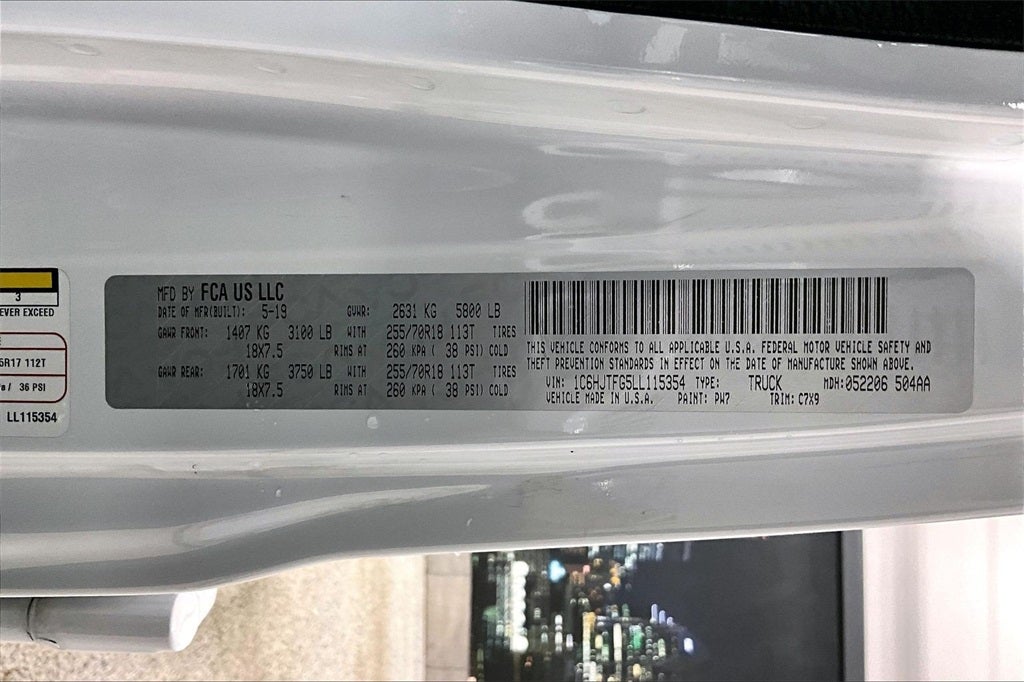 3
EVER EXCEED
5R17 112T
/ 36 PSI
LL115354
MFD BY FCA US LLC
DATE OF MFR(BUILT): 5-19 GVWR: 2631 KG 5800 LB
GAWR FRONT: 1407 KG 3100 LB WITH 255/70R18 113T TIRES
18X7.5 RIMS AT 260 KPA ( 38 PSI) COLD
GAWR REAR: 1701 KG 3750 LB WITH 255/70R18 113T TIRES
18X7.5 RIMS AT 260 KPA ( 38 PSI) COLD
THIS VEHICLE CONFORMS TO ALL APPLICABLE U.S.A. FEDERAL MOTOR VEHICLE SAFETY AND
THEFT PREVENTION STANDARDS IN EFFECT ON THE DATE OF MANUFACTURE SHOWN ABOVE.
VIN: 1C6HJTFG5LL115354 TYPE: TRUCK MDH:052206 504AA
VEHICLE MADE IN U.S.A. PAINT: PW7 TRIM: C7X9